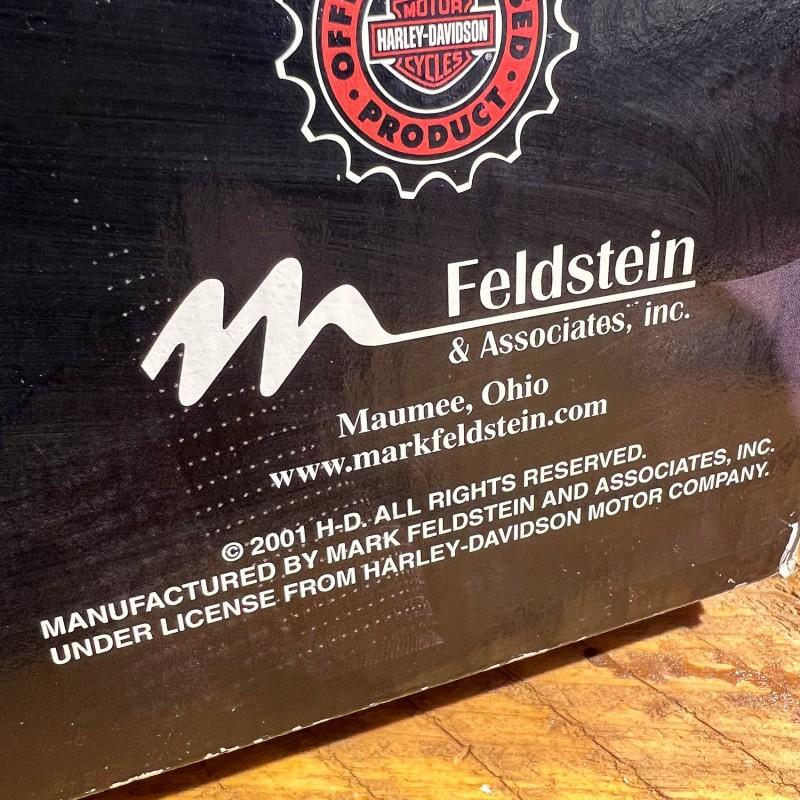 MOTOR
HARLEY-DAVIDSON
CYCLES
®
• PRODUCT •
Feldstein
& Associates, inc.
Maumee, Ohio
www.markfeldstein.com
© 2001 H-D. ALL RIGHTS RESERVED.
MANUFACTURED BY MARK FELDSTEIN AND ASSOCIATES, INC.
UNDER LICENSE FROM HARLEY-DAVIDSON MOTOR COMPANY.